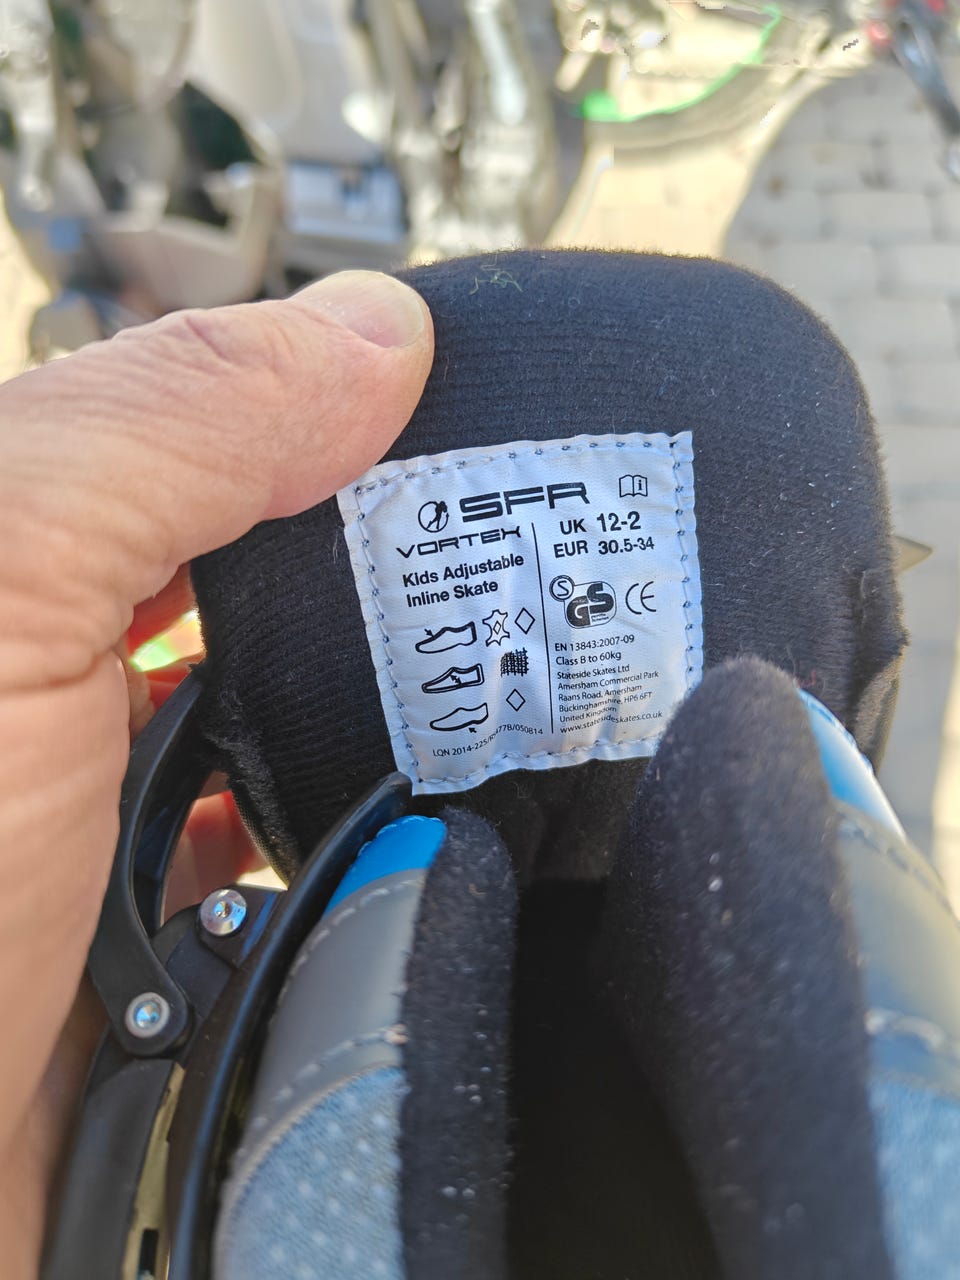 SFR
VORTEX
Kids Adjustable
Inline Skate
UK 12-2
EUR 30.5-34
S
GS
CE
EN 13843:2007-09
Class B to 60kg
Stateside Skates Ltd
Amersham Commercial Park
Raans Road, Amersham
Buckinghamshire, HP6 6FT
United Kingdom
www.statesideskates.co.uk